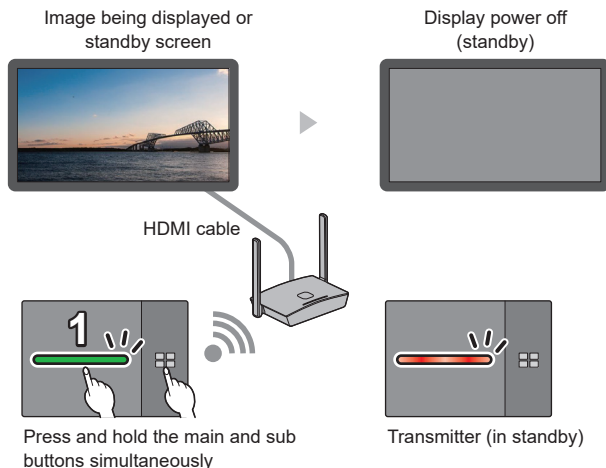 Image being displayed or
standby screen
Display power off
(standby)
HDMI cable
1
Press and hold the main and sub
buttons simultaneously
Transmitter (in standby)